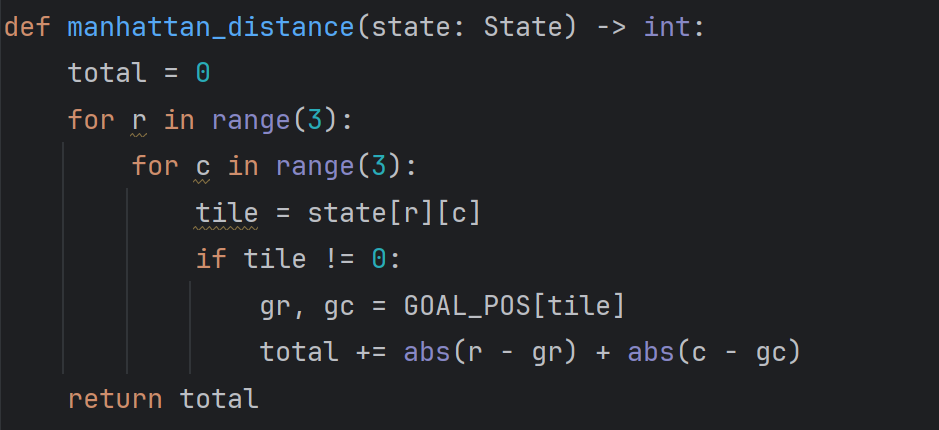 def manhattan_distance(state: State) -> int:
    total = 0
    for r in range(3):
        for c in range(3):
            tile = state[r][c]
            if tile != 0:
                gr, gc = GOAL_POS[tile]
                total += abs(r - gr) + abs(c - gc)
    return total